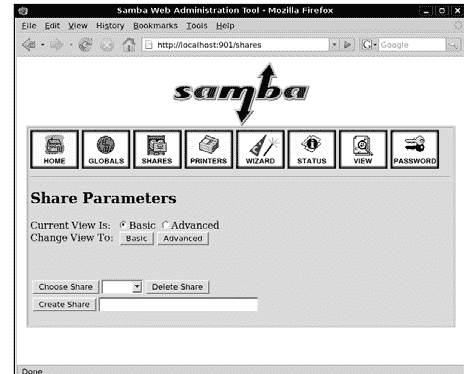 Samba Web Administration Tool - Mozilla Firefox
File Edit View History Bookmarks Tools Help
http://localhost:901/shares
Google
samba
HOME GLOBALS SHARES PRINTERS WIZARD STATUS VIEW PASSWORD
Share Parameters
Current View Is: Basic Advanced
Change View To: Basic Advanced
Choose Share Delete Share
Create Share
Done